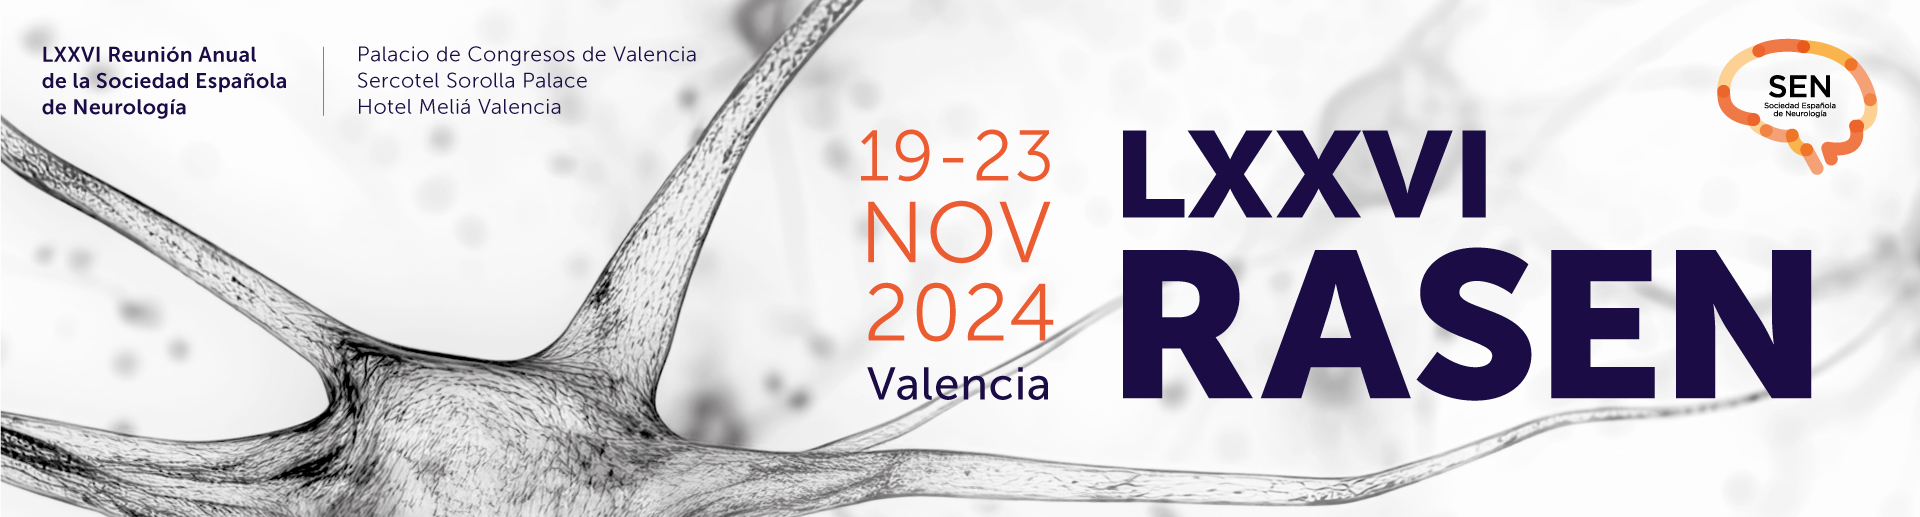 LXXVI Reunión Anual
de la Sociedad Española
de Neurología
Palacio de Congresos de Valencia
Sercotel Sorolla Palace
Hotel Meliá Valencia
19-23
NOV
2024
Valencia
LXXVI
RASEN
SEN
Sociedad Española
de Neurología